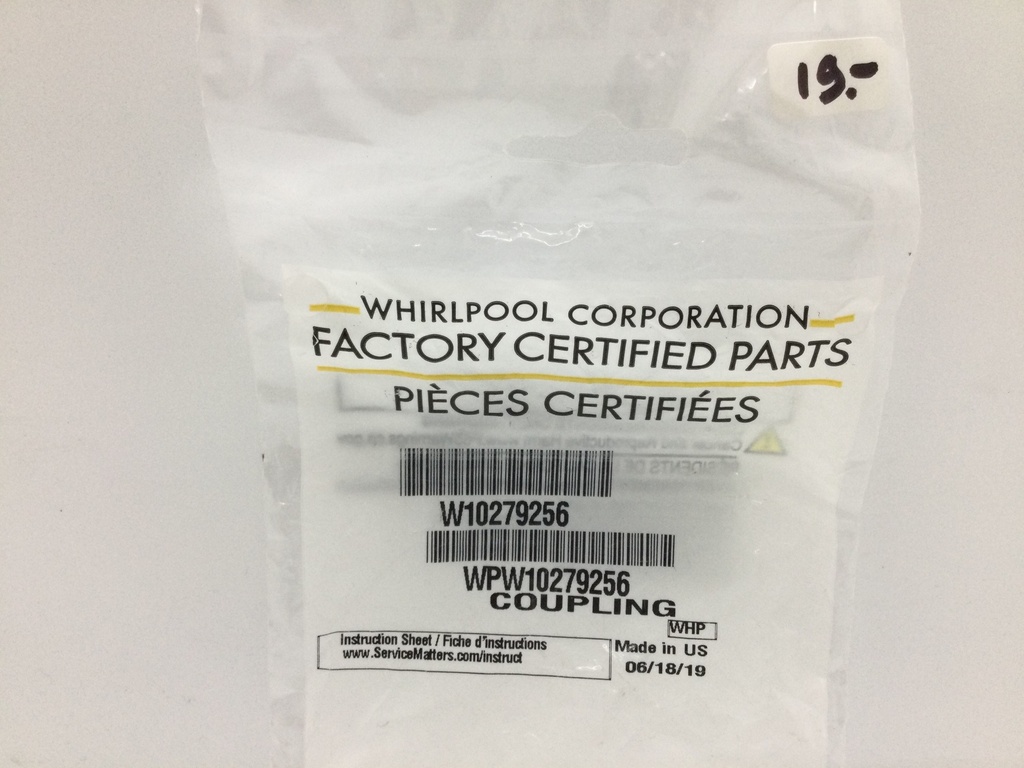 19.-
WHIRLPOOL CORPORATION
FACTORY CERTIFIED PARTS
PIÈCES CERTIFIÉES
W10279256
WPW10279256
COUPLING
WHP
Instruction Sheet / Fiche d'instructions
www.ServiceMatters.com/instruct
Made in US
06/18/19